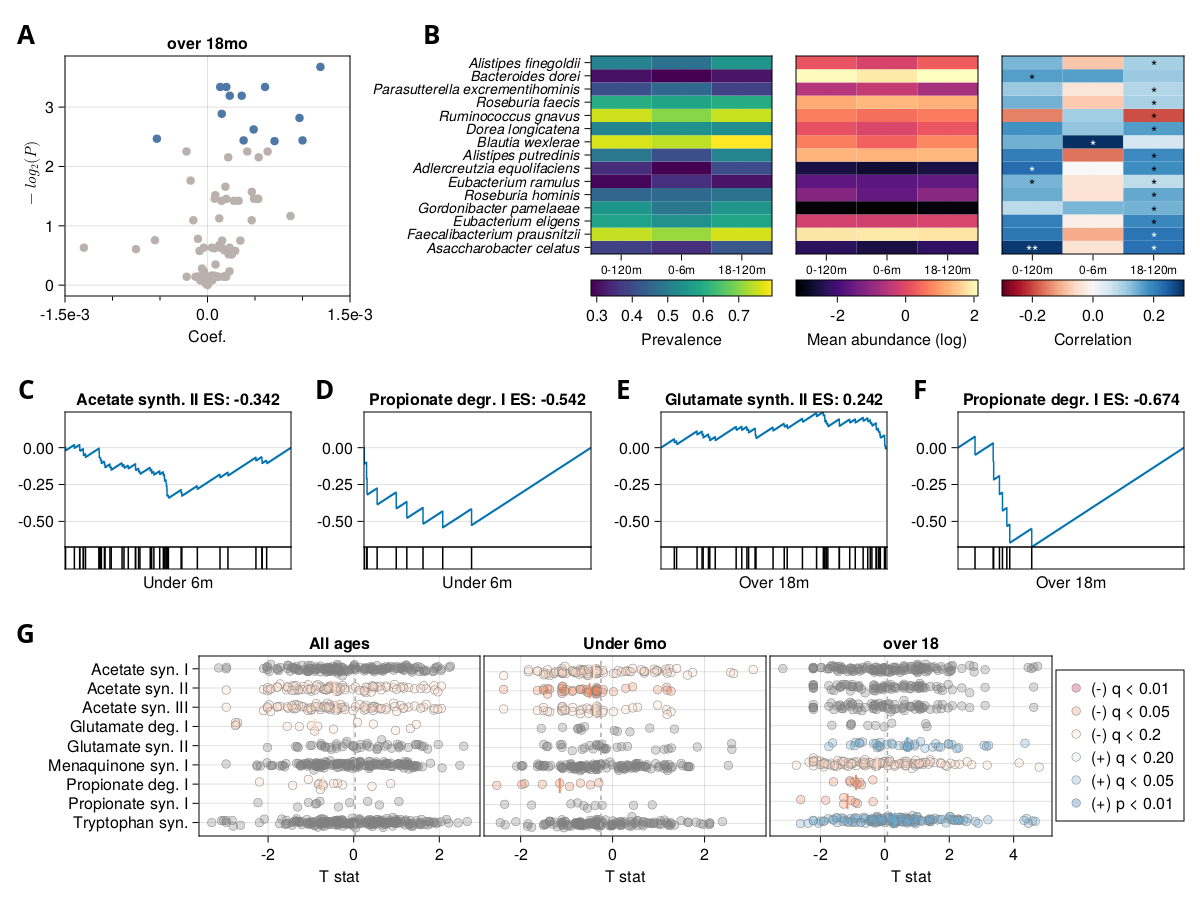 A
over 18mo
3
2
1
0
− log₂(P)
-1.5e-3
0.0
1.5e-3
Coef.
B
Alistipes finegoldii
Bacteroides dorei
Parasutterella excrementihominis
Roseburia faecis
Ruminococcus gnavus
Dorea longicatena
Blautia wexlerae
Alistipes putredinis
Adlercreutzia equolifaciens
Eubacterium ramulus
Roseburia hominis
Gordonibacter pamelaeae
Eubacterium eligens
Faecalibacterium prausnitzii
Asaccharobacter celatus
0-120m 0-6m 18-120m
0.3 0.4 0.5 0.6 0.7
Prevalence
0-120m 0-6m 18-120m
-2 0 2
Mean abundance (log)
* * * * * * * * * * * * * * * * ** *
0-120m 0-6m 18-120m
-0.2 0.0 0.2
Correlation
C
Acetate synth. II ES: -0.342
0.00
-0.25
-0.50
Under 6m
D
Propionate degr. I ES: -0.542
0.00
-0.25
-0.50
Under 6m
E
Glutamate synth. II ES: 0.242
0.00
-0.25
-0.50
Over 18m
F
Propionate degr. I ES: -0.674
0.00
-0.25
-0.50
Over 18m
G
All ages
Acetate syn. I
Acetate syn. II
Acetate syn. III
Glutamate deg. I
Glutamate syn. II
Menaquinone syn. I
Propionate deg. I
Propionate syn. I
Tryptophan syn.
-2 0 2
T stat
Under 6mo
-2 0 2
T stat
over 18
-2 0 2 4
T stat
(-) q < 0.01
(-) q < 0.05
(-) q < 0.2
(+) q < 0.20
(+) q < 0.05
(+) p < 0.01